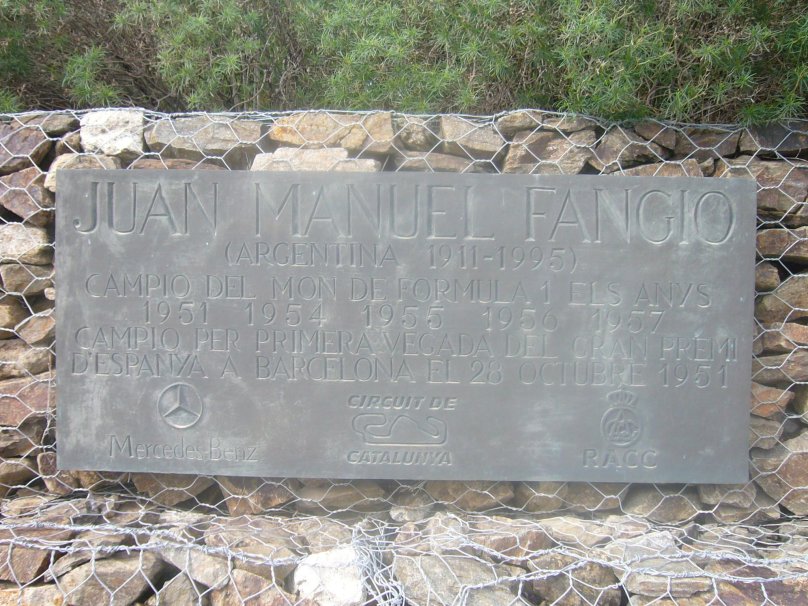 JUAN MANUEL FANGIO
(ARGENTINA 1911-1995)
CAMPIO DEL MON DE FORMULA 1 ELS ANYS
1951 1954 1955 1956 1957
CAMPIO PER PRIMERA VEGADA DEL GRAN PREMI
D'ESPANYA A BARCELONA EL 28 OCTUBRE 1951
Mercedes-Benz
CIRCUIT DE
CATALUNYA
RACC